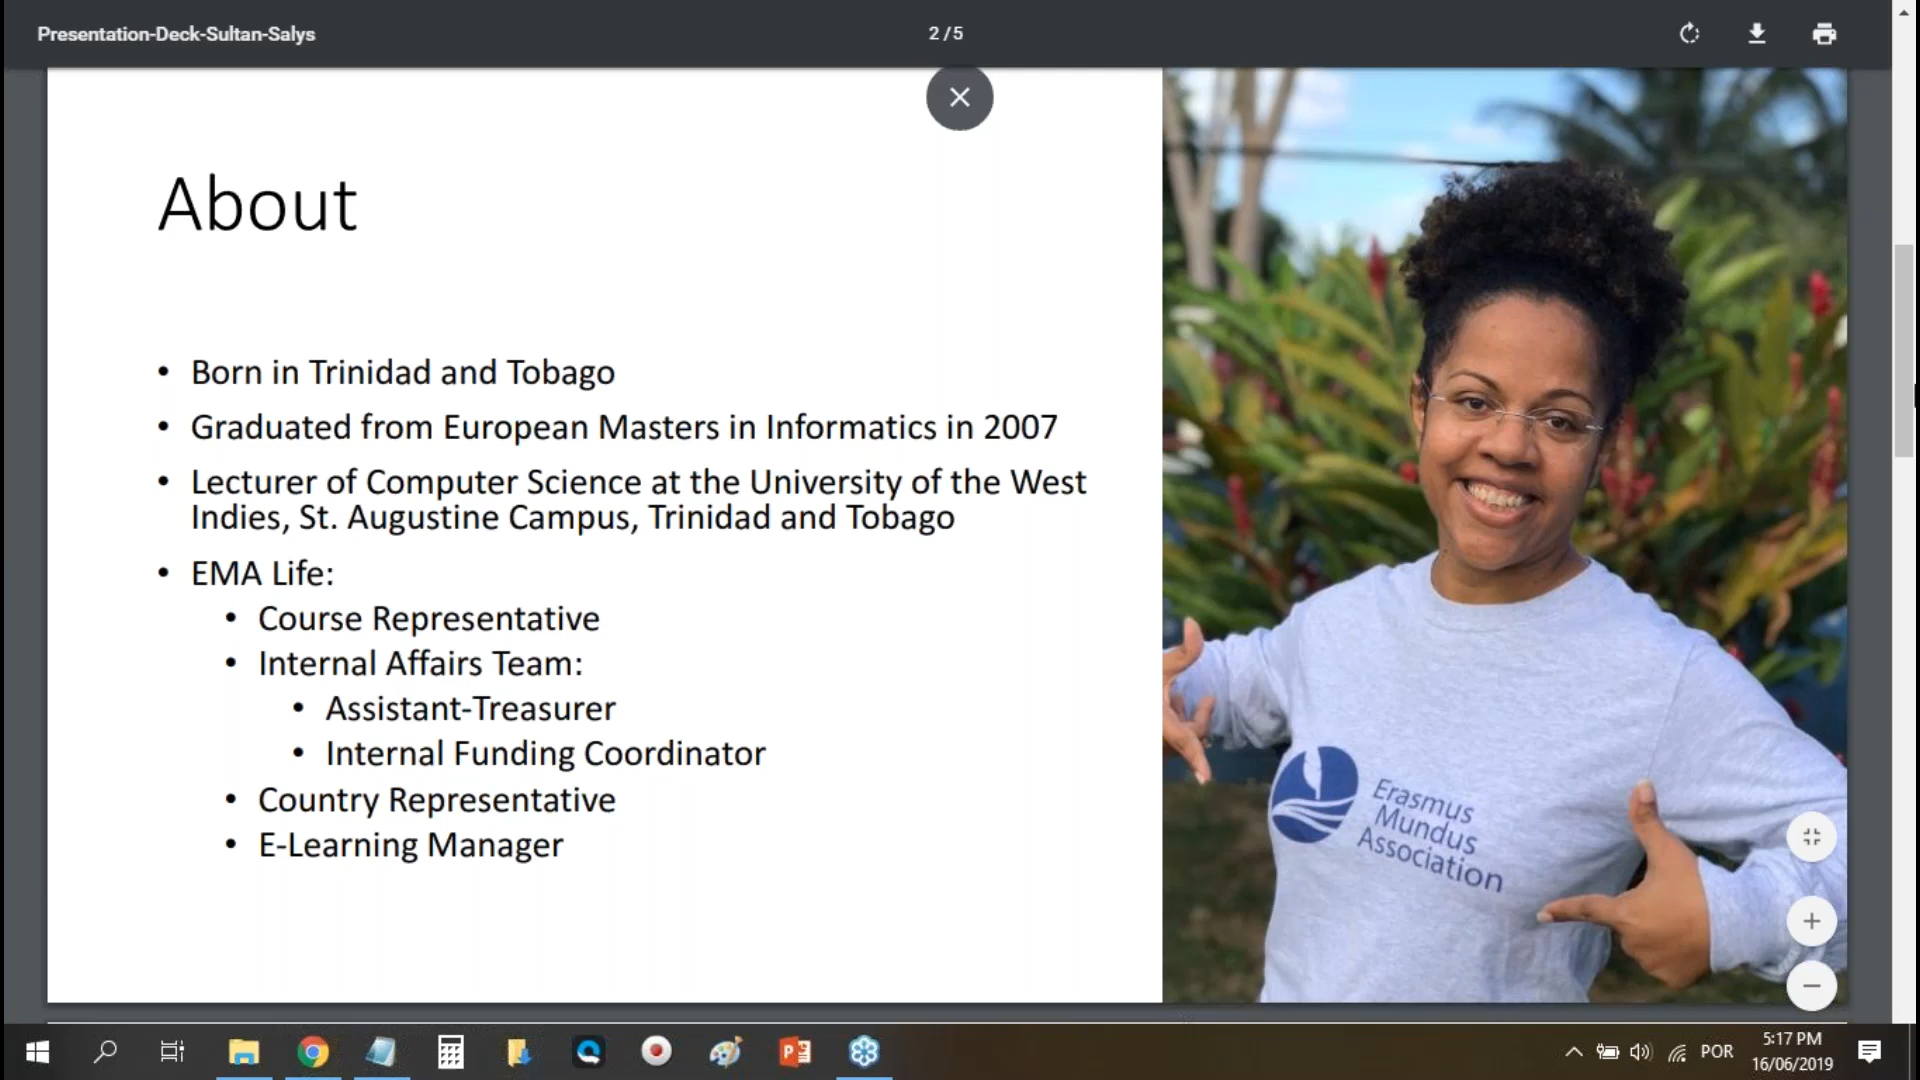 Presentation-Deck-Sultan-Salys
2 / 5
About
• Born in Trinidad and Tobago
• Graduated from European Masters in Informatics in 2007
• Lecturer of Computer Science at the University of the West
Indies, St. Augustine Campus, Trinidad and Tobago
• EMA Life:
• Course Representative
• Internal Affairs Team:
• Assistant-Treasurer
• Internal Funding Coordinator
• Country Representative
• E-Learning Manager
Erasmus
Mundus
Association
POR
5:17 PM
16/06/2019